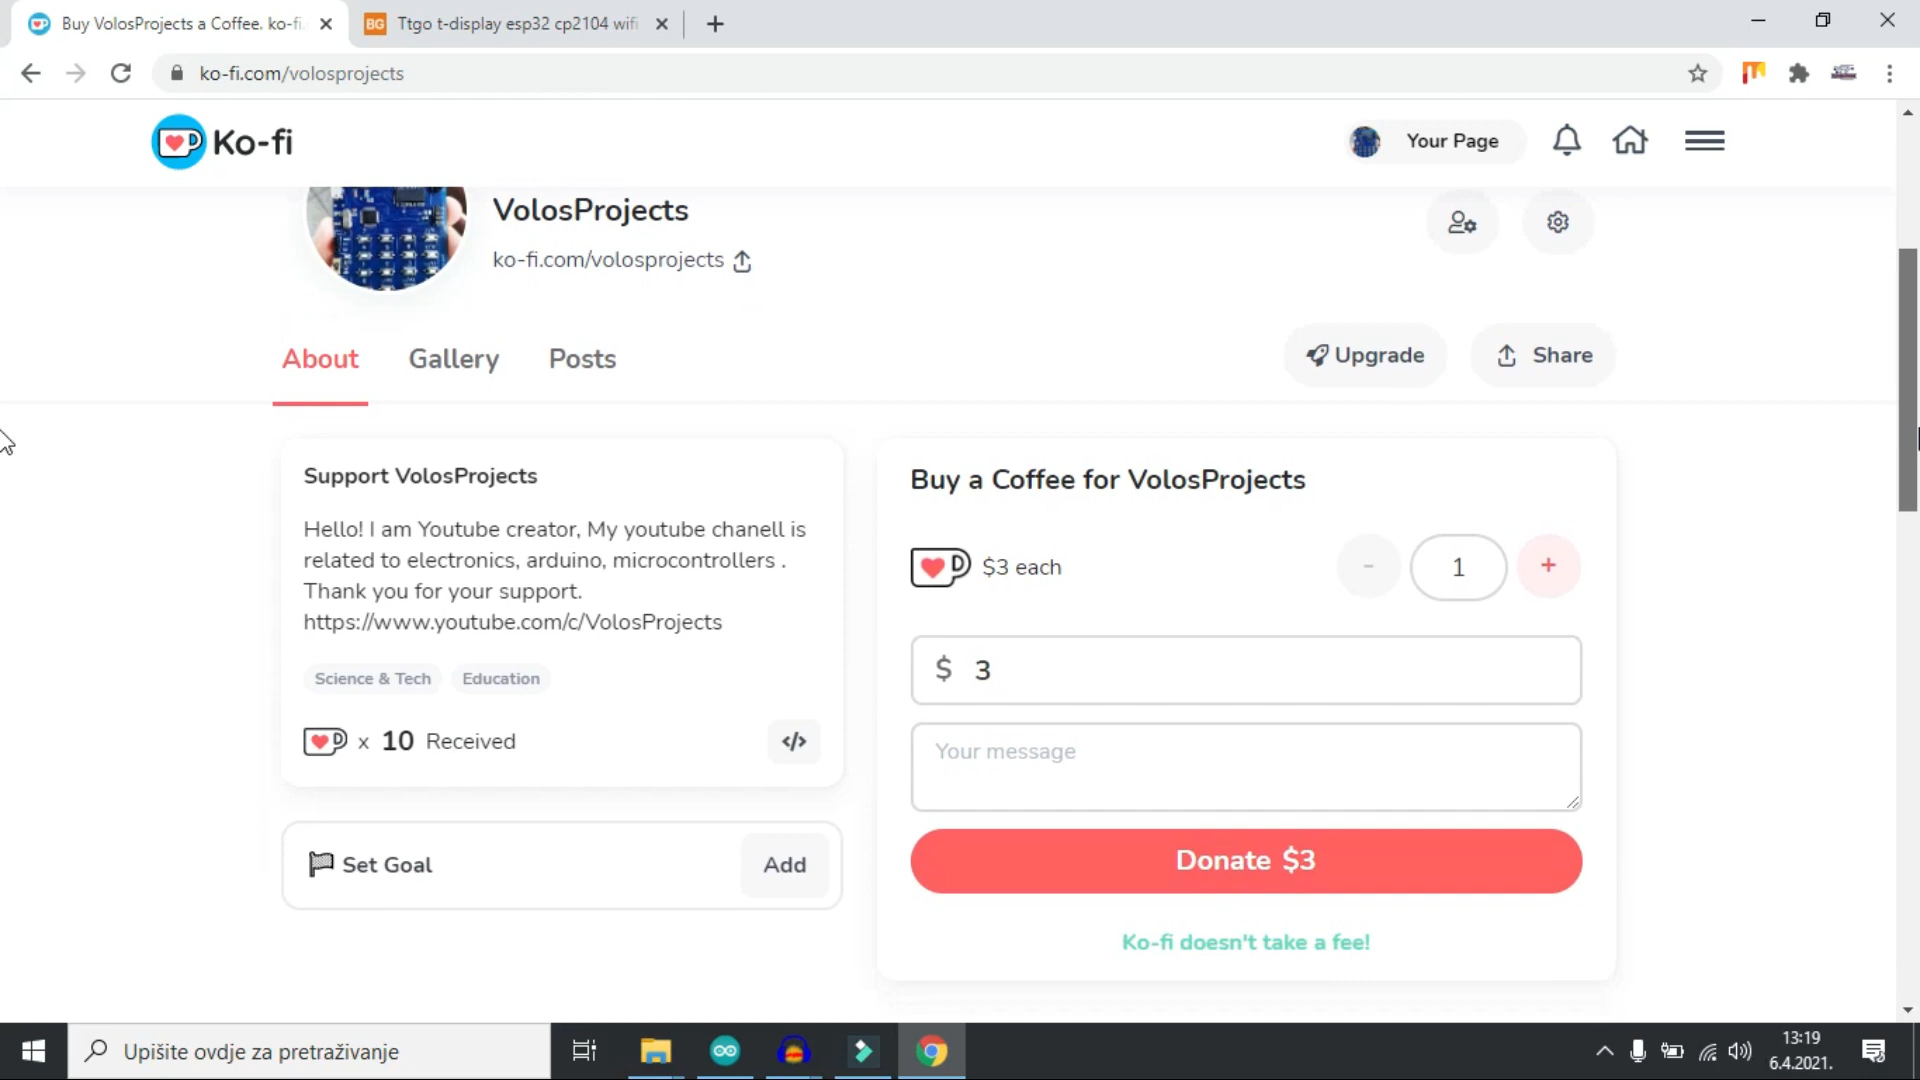 Buy VolosProjects a Coffee. ko-fi.
BG Ttgo t-display esp32 cp2104 wifi
ko-fi.com/volosprojects
Ko-fi
Your Page
VolosProjects
ko-fi.com/volosprojects
About Gallery Posts
Upgrade Share
Support VolosProjects
Hello! I am Youtube creator, My youtube chanell is
related to electronics, arduino, microcontrollers .
Thank you for your support.
https://www.youtube.com/c/VolosProjects
Science & Tech Education
x 10 Received </>
Set Goal Add
Buy a Coffee for VolosProjects
$3 each - 1 +
$ 3
Your message
Donate $3
Ko-fi doesn't take a fee!
Upišite ovdje za pretraživanje
13:19
6.4.2021.